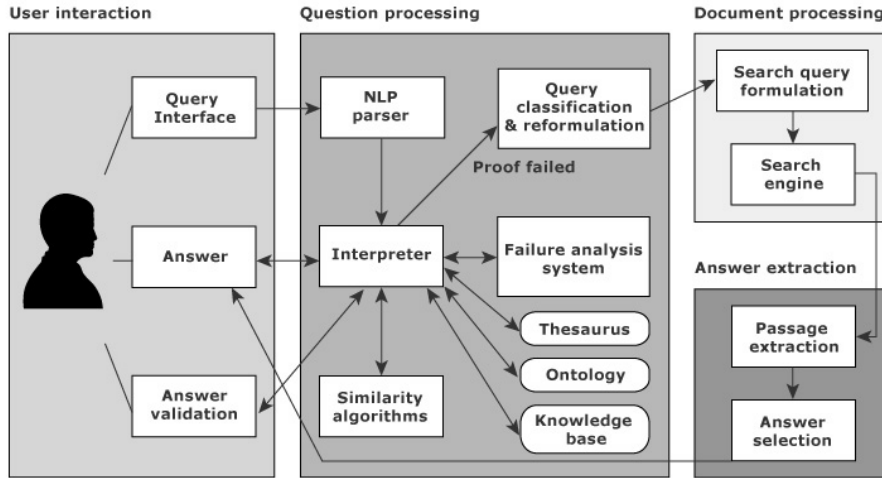 User interaction
Question processing
Document processing
Query
Interface
NLP
parser
Query
classification
& reformulation
Search query
formulation
Proof failed
Search
engine
Answer
Interpreter
Failure analysis
system
Answer extraction
Thesaurus
Passage
extraction
Ontology
Answer
validation
Similarity
algorithms
Knowledge
base
Answer
selection